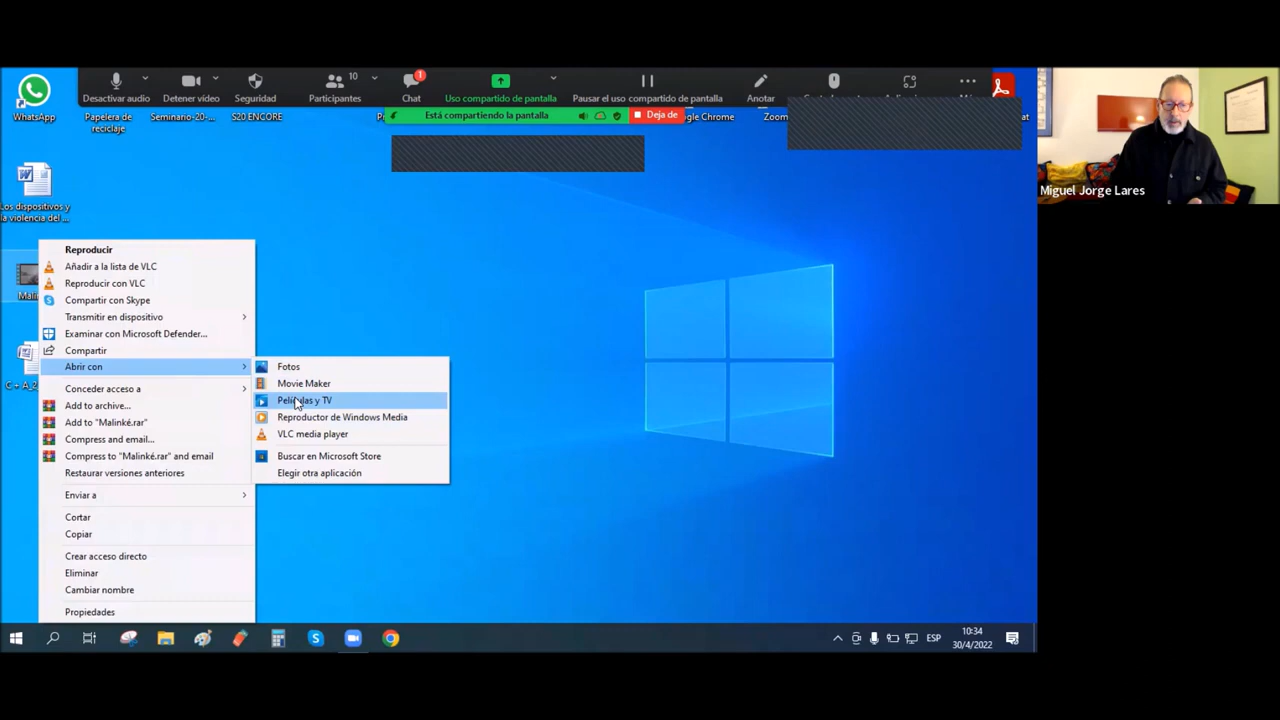 10
1
Desactivar audio
Detener vídeo
Seguridad
Participantes
Chat
Uso compartido de pantalla
Pausar el uso compartido de pantalla
Anotar
Está compartiendo la pantalla
Deja de
WhatsApp
Papelera de
reciclaje
Seminario-20-...
S20 ENCORE
Zoom
Miguel Jorge Lares
Los dispositivos y
la violencia del ...
Reproducir
Añadir a la lista de VLC
Reproducir con VLC
Compartir con Skype
Transmitir en dispositivo
Examinar con Microsoft Defender...
Compartir
Abrir con
Conceder acceso a
Add to archive...
Add to "Malinké.rar"
Compress and email...
Compress to "Malinké.rar" and email
Restaurar versiones anteriores
Enviar a
Cortar
Copiar
Crear acceso directo
Eliminar
Cambiar nombre
Propiedades
Fotos
Movie Maker
Películas y TV
Reproductor de Windows Media
VLC media player
Buscar en Microsoft Store
Elegir otra aplicación
ESP
10:34
30/4/2022